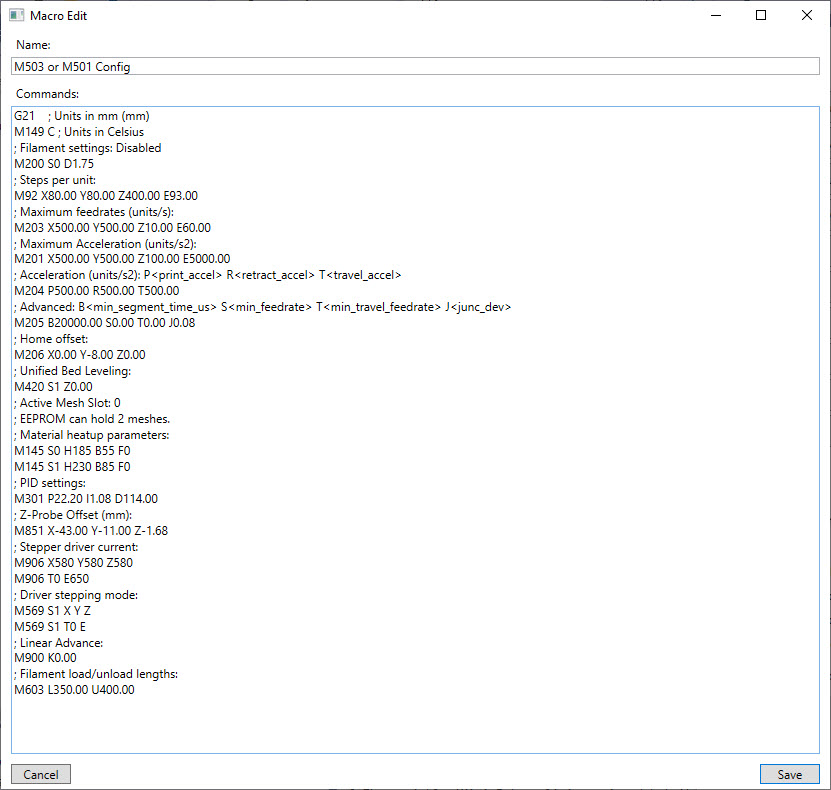 Macro Edit
Name:
M503 or M501 Config
Commands:
G21    ; Units in mm (mm)
M149 C ; Units in Celsius
; Filament settings: Disabled
M200 S0 D1.75
; Steps per unit:
M92 X80.00 Y80.00 Z400.00 E93.00
; Maximum feedrates (units/s):
M203 X500.00 Y500.00 Z10.00 E60.00
; Maximum Acceleration (units/s2):
M201 X500.00 Y500.00 Z100.00 E5000.00
; Acceleration (units/s2): P<print_accel> R<retract_accel> T<travel_accel>
M204 P500.00 R500.00 T500.00
; Advanced: B<min_segment_time_us> S<min_feedrate> T<min_travel_feedrate> J<junc_dev>
M205 B20000.00 S0.00 T0.00 J0.08
; Home offset:
M206 X0.00 Y-8.00 Z0.00
; Unified Bed Leveling:
M420 S1 Z0.00
; Active Mesh Slot: 0
; EEPROM can hold 2 meshes.
; Material heatup parameters:
M145 S0 H185 B55 F0
M145 S1 H230 B85 F0
; PID settings:
M301 P22.20 I1.08 D114.00
; Z-Probe Offset (mm):
M851 X-43.00 Y-11.00 Z-1.68
; Stepper driver current:
M906 X580 Y580 Z580
M906 T0 E650
; Driver stepping mode:
M569 S1 X Y Z
M569 S1 T0 E
; Linear Advance:
M900 K0.00
; Filament load/unload lengths:
M603 L350.00 U400.00
Cancel
Save